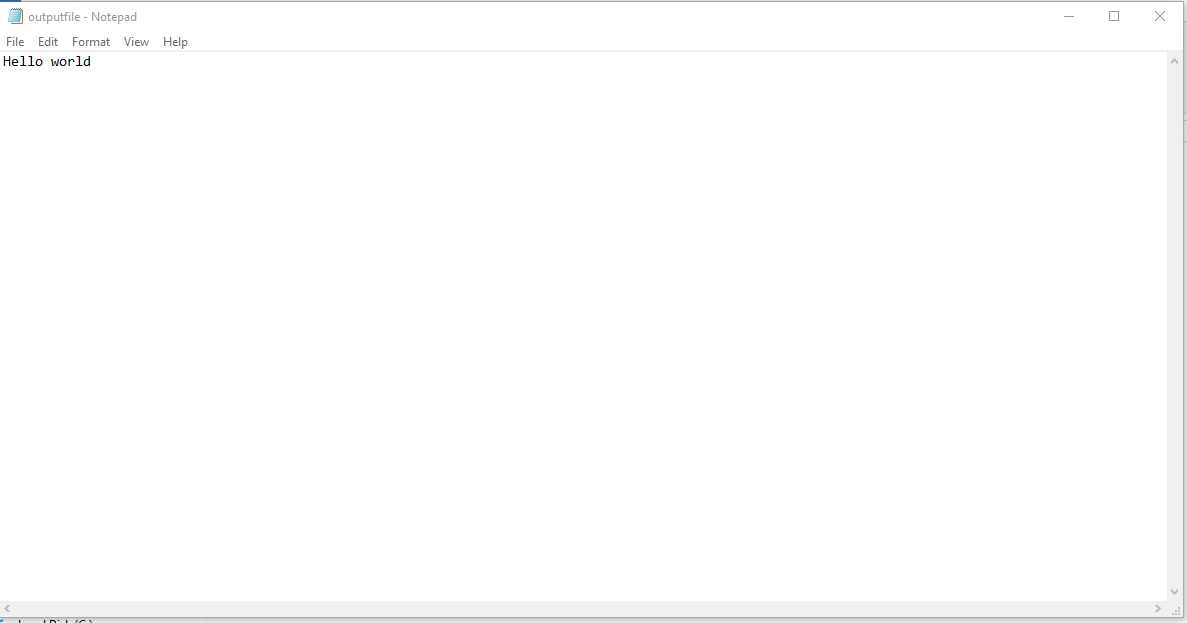 outputfile - Notepad
File Edit Format View Help
Hello world